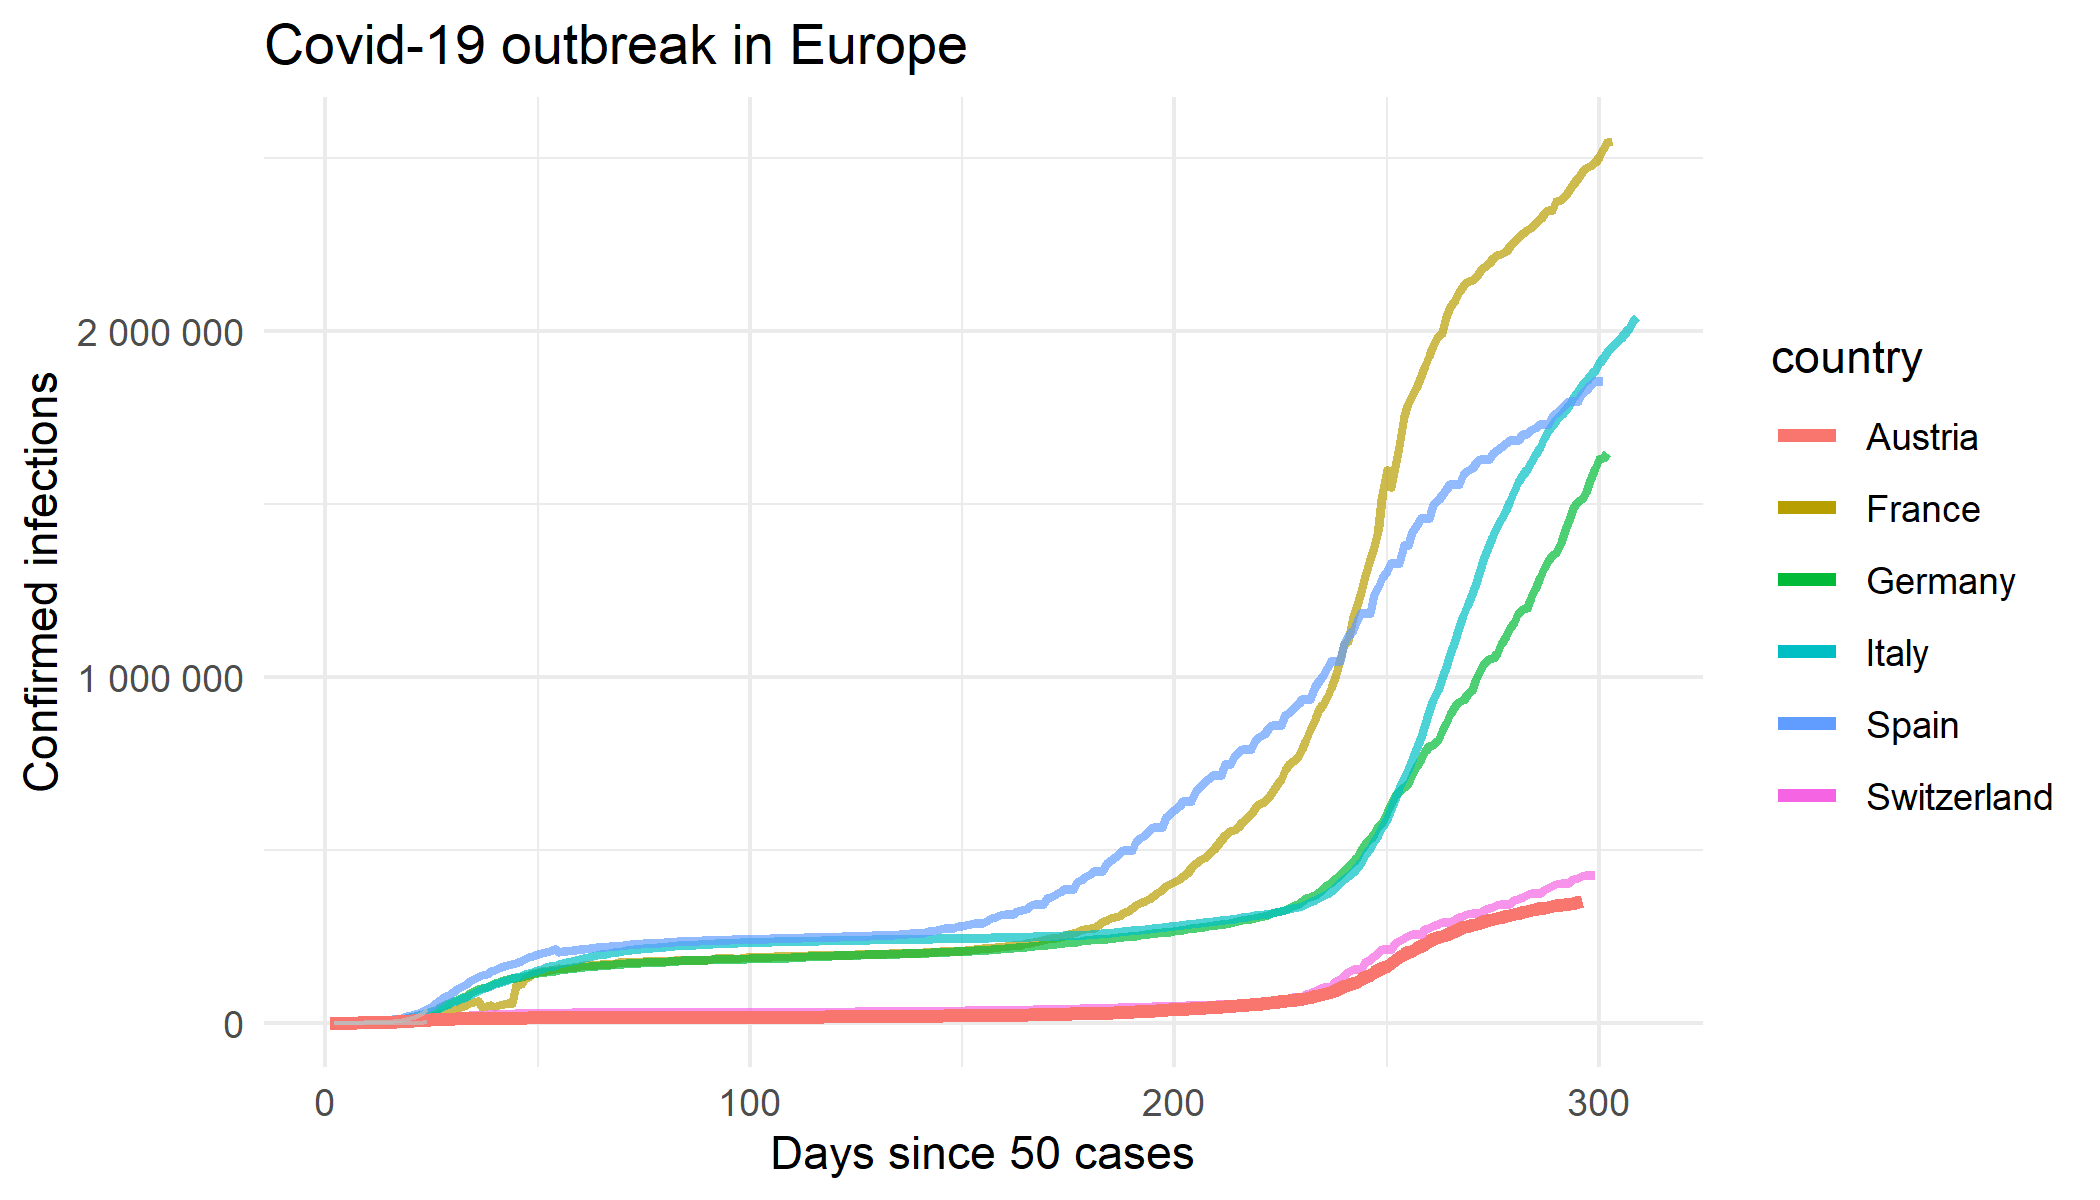 Covid-19 outbreak in Europe
Confirmed infections
2 000 000
1 000 000
0
0
100
200
300
Days since 50 cases
country
Austria
France
Germany
Italy
Spain
Switzerland